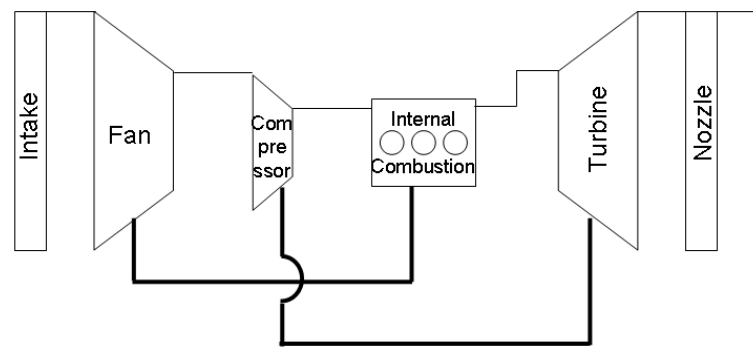 Intake
Fan
Com
pre
ssor
Internal
Combustion
Turbine
Nozzle